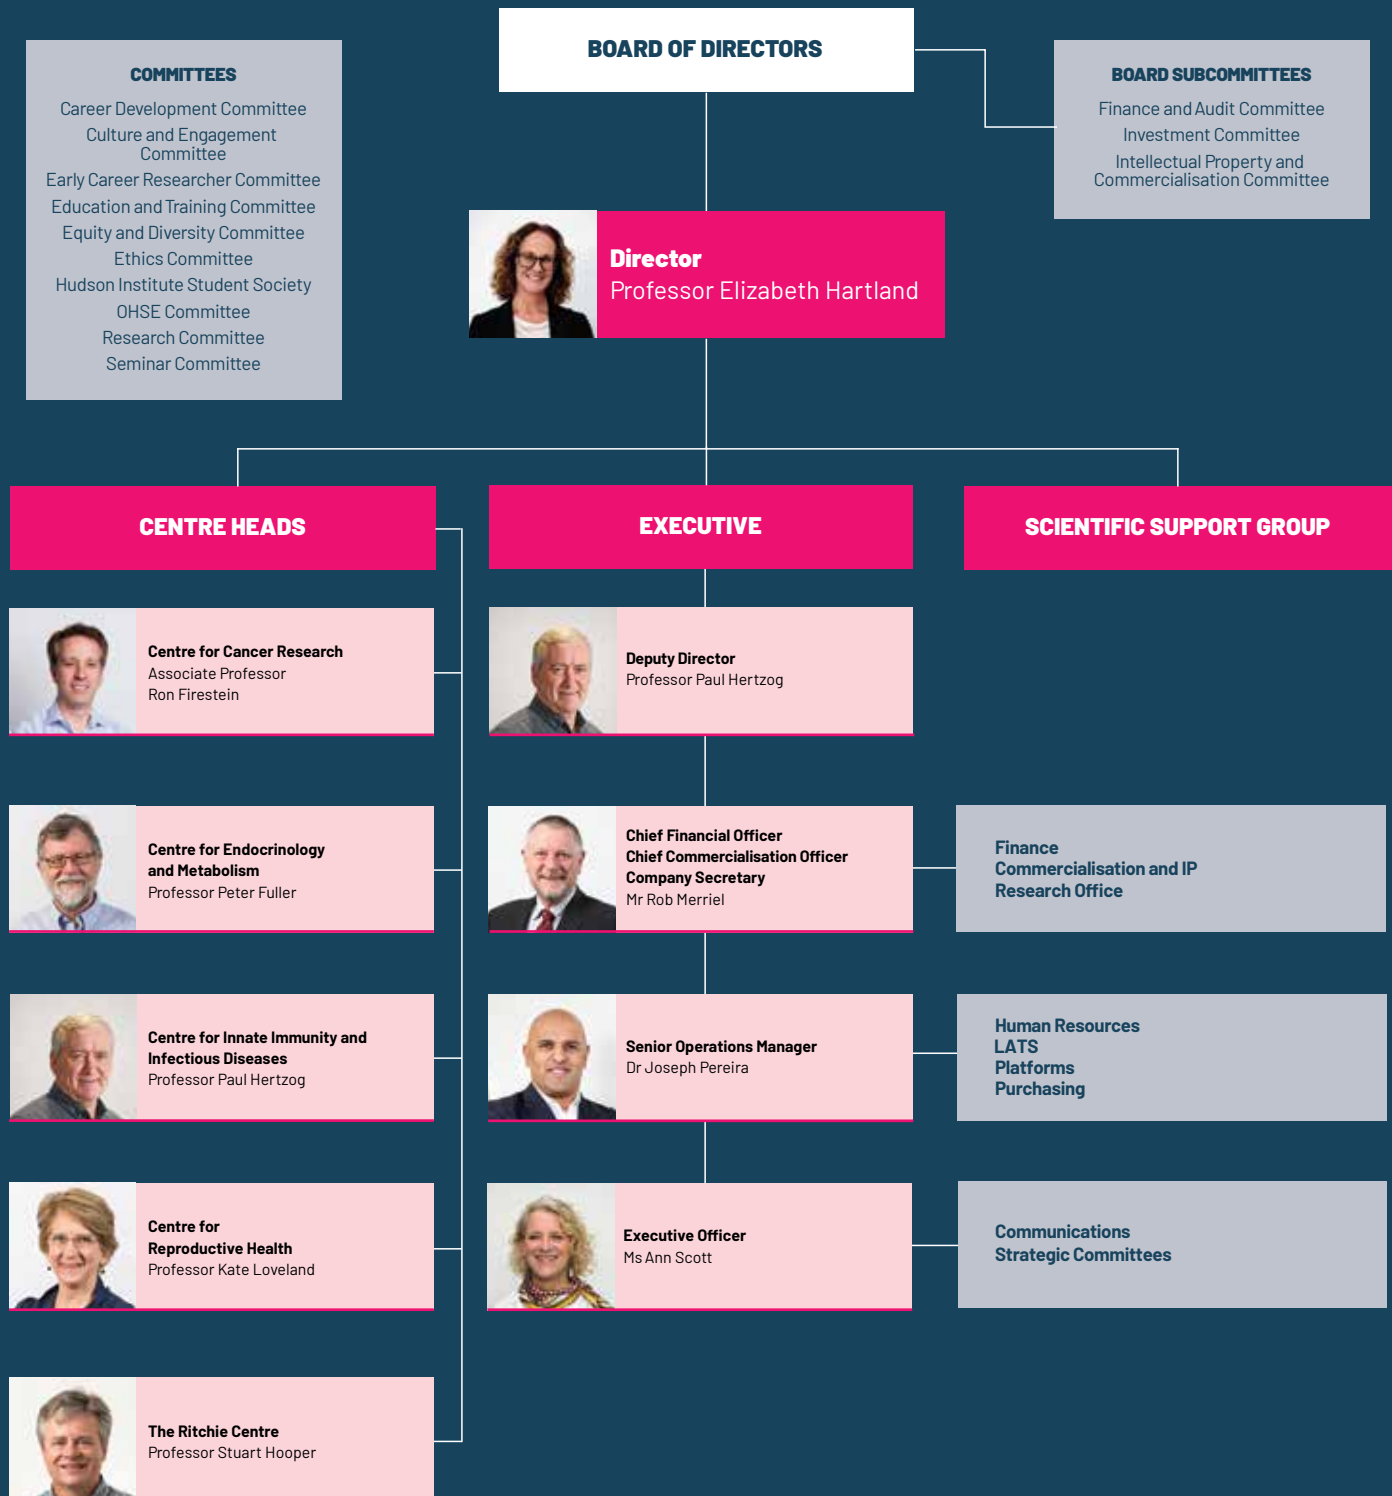 BOARD OF DIRECTORS
COMMITTEES
Career Development Committee
Culture and Engagement
Committee
Early Career Researcher Committee
Education and Training Committee
Equity and Diversity Committee
Ethics Committee
Hudson Institute Student Society
OHSE Committee
Research Committee
Seminar Committee
BOARD SUBCOMMITTEES
Finance and Audit Committee
Investment Committee
Intellectual Property and
Commercialisation Committee
Director
Professor Elizabeth Hartland
CENTRE HEADS
Centre for Cancer Research
Associate Professor
Ron Firestein
Centre for Endocrinology
and Metabolism
Professor Peter Fuller
Centre for Innate Immunity and
Infectious Diseases
Professor Paul Hertzog
Centre for
Reproductive Health
Professor Kate Loveland
The Ritchie Centre
Professor Stuart Hooper
EXECUTIVE
Deputy Director
Professor Paul Hertzog
Chief Financial Officer
Chief Commercialisation Officer
Company Secretary
Mr Rob Merriel
Senior Operations Manager
Dr Joseph Pereira
Executive Officer
Ms Ann Scott
SCIENTIFIC SUPPORT GROUP
Finance
Commercialisation and IP
Research Office
Human Resources
LATS
Platforms
Purchasing
Communications
Strategic Committees